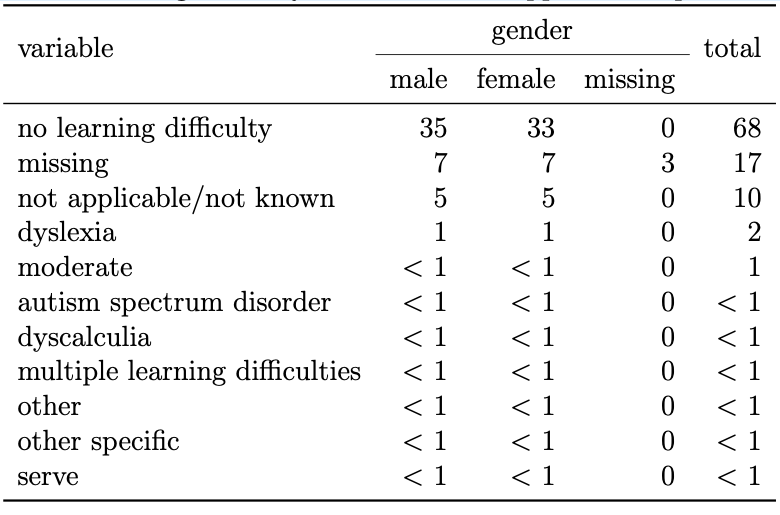 gender
variable total
male female missing
no learning difficulty 35 33 0 68
missing 7 7 3 17
not applicable/not known 5 5 0 10
dyslexia 1 1 0 2
moderate < 1 < 1 0 1
autism spectrum disorder < 1 < 1 0 < 1
dyscalculia < 1 < 1 0 < 1
multiple learning difficulties < 1 < 1 0 < 1
other < 1 < 1 0 < 1
other specific < 1 < 1 0 < 1
serve < 1 < 1 0 < 1